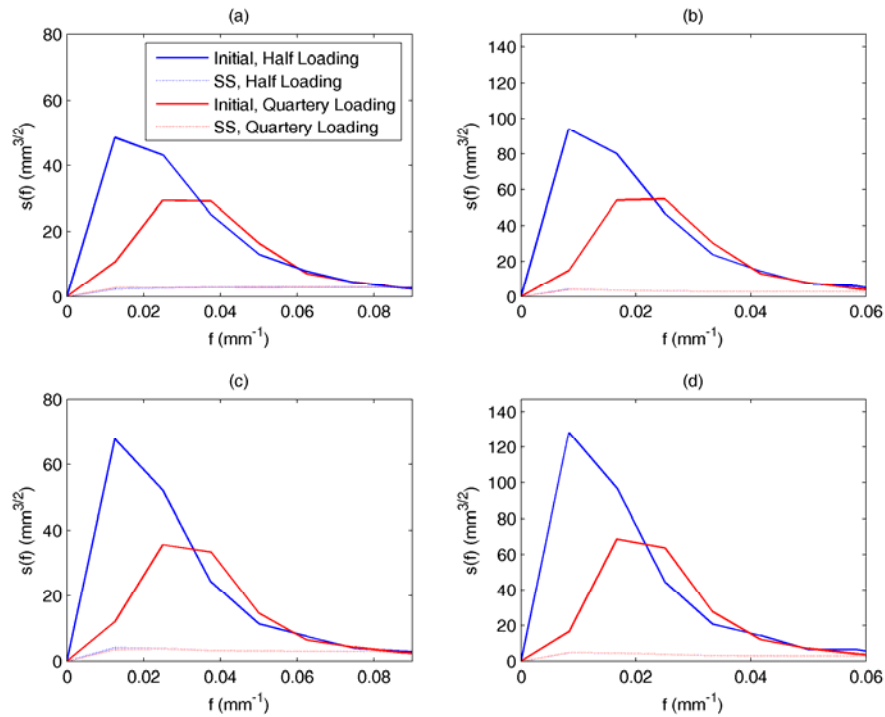 (a)
80
60
40
20
0
s(f) (mm3/2)
Initial, Half Loading
SS, Half Loading
Initial, Quartery Loading
SS, Quartery Loading
0
0.02
0.04
0.06
0.08
f (mm-1)
(b)
140
120
100
80
60
40
20
0
s(f) (mm3/2)
0
0.02
0.04
0.06
f (mm-1)
(c)
80
60
40
20
0
s(f) (mm3/2)
0
0.02
0.04
0.06
0.08
f (mm-1)
(d)
140
120
100
80
60
40
20
0
s(f) (mm3/2)
0
0.02
0.04
0.06
f (mm-1)